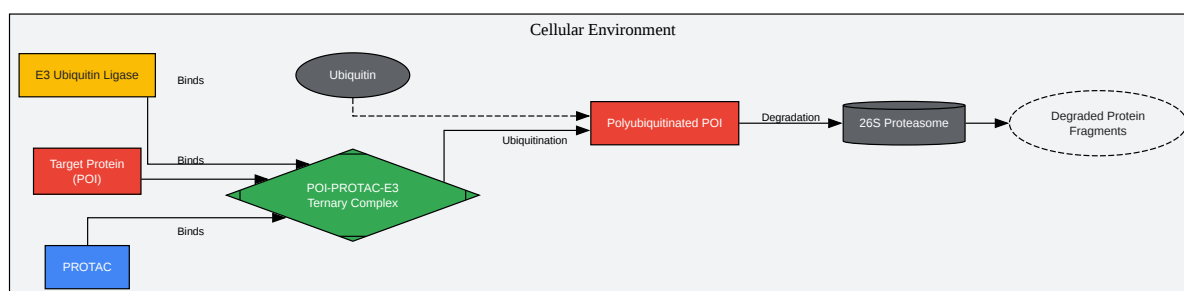 Cellular Environment
E3 Ubiquitin Ligase
Binds
Ubiquitin
Target Protein
(POI)
Binds
POI-PROTAC-E3
Ternary Complex
Ubiquitination
Polyubiquitinated POI
Degradation
26S Proteasome
Degraded Protein
Fragments
Binds
PROTAC